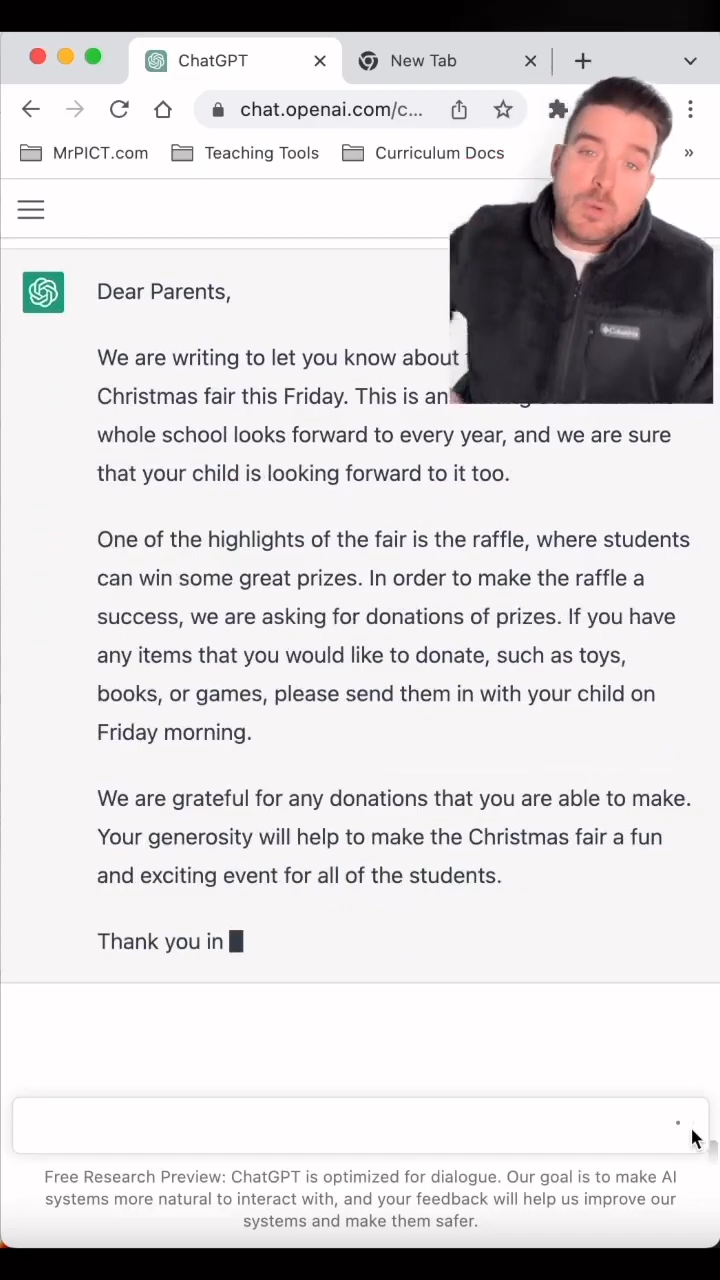 ChatGPT
New Tab
chat.openai.com/c...
MrPICT.com
Teaching Tools
Curriculum Docs
»
Dear Parents,
We are writing to let you know about
Christmas fair this Friday. This is an
whole school looks forward to every year, and we are sure
that your child is looking forward to it too.
One of the highlights of the fair is the raffle, where students
can win some great prizes. In order to make the raffle a
success, we are asking for donations of prizes. If you have
any items that you would like to donate, such as toys,
books, or games, please send them in with your child on
Friday morning.
We are grateful for any donations that you are able to make.
Your generosity will help to make the Christmas fair a fun
and exciting event for all of the students.
Thank you in
Columbia
Free Research Preview: ChatGPT is optimized for dialogue. Our goal is to make AI
systems more natural to interact with, and your feedback will help us improve our
systems and make them safer.